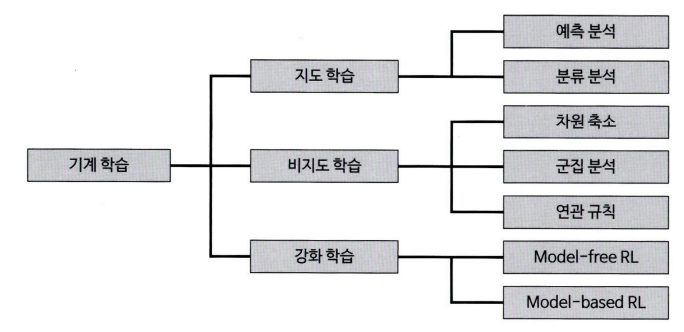 기계 학습
지도 학습
예측 분석
분류 분석
비지도 학습
차원 축소
군집 분석
연관 규칙
강화 학습
Model-free RL
Model-based RL